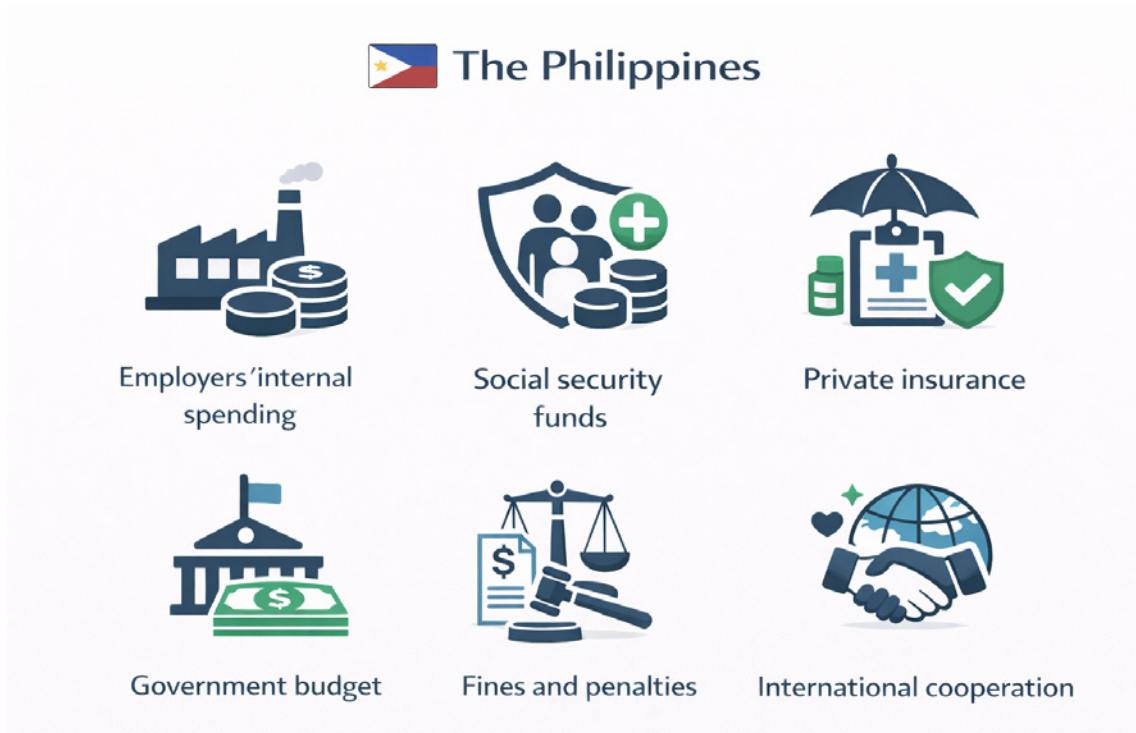 The Philippines
Employers' internal
spending
Social security
funds
Private insurance
Government budget
Fines and penalties
International cooperation